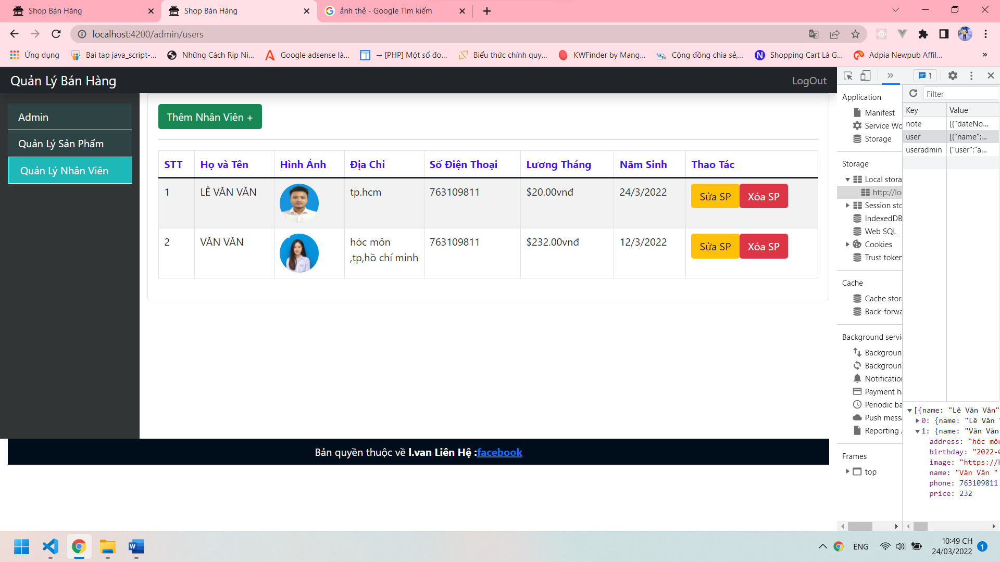 Shop Bán Hàng
Shop Bán Hàng
ảnh thẻ - Google Tìm kiếm
localhost:4200/admin/users
Ứng dụng
Bai tap java_script-...
Những Cách Rip Ni...
Google adsense là...
→ [PHP] Một số đo...
Biểu thức chính quy...
KWFinder by Mang...
Cộng đồng chia sẻ,...
Shopping Cart Là G...
Adpia Newpub Affil...
»
Quản Lý Bán Hàng
LogOut
Admin
Quản Lý Sản Phẩm
Quản Lý Nhân Viên
Thêm Nhân Viên +
STT Họ và Tên Hình Ảnh Địa Chỉ Số Điện Thoại Lương Tháng Năm Sinh Thao Tác
1 LÊ VĂN VĂN tp.hcm 763109811 $20.00vnđ 24/3/2022 Sửa SP Xóa SP
2 VĂN VĂN hóc môn 763109811 $232.00vnđ 12/3/2022 Sửa SP Xóa SP
,tp,hồ chí minh
Bản quyền thuộc về l.van Liên Hệ :facebook
» 1
Application
Manifest
Service Wo
Storage
Storage
Local stora
http://lo
Session sto
IndexedDB
Web SQL
Cookies
Trust token
Cache
Cache stor
Back-forwa
Background servi
Backgroun
Backgroun
Notification
Payment ha
Periodic ba
Push messa
Reporting
Frames
top
Filter
Key Value
note [{"dateNo...
user [{"name":...
useradmin {"user":"a...
[{name: "Lê Văn Văn"
0: {name: "Lê Văn
1: {name: "Văn Văn
address: "hóc môn
birthday: "2022-0
image: "https://
name: "Văn Văn "
phone: 763109811
price: 232
W
ENG
10:49 CH
24/03/2022
1